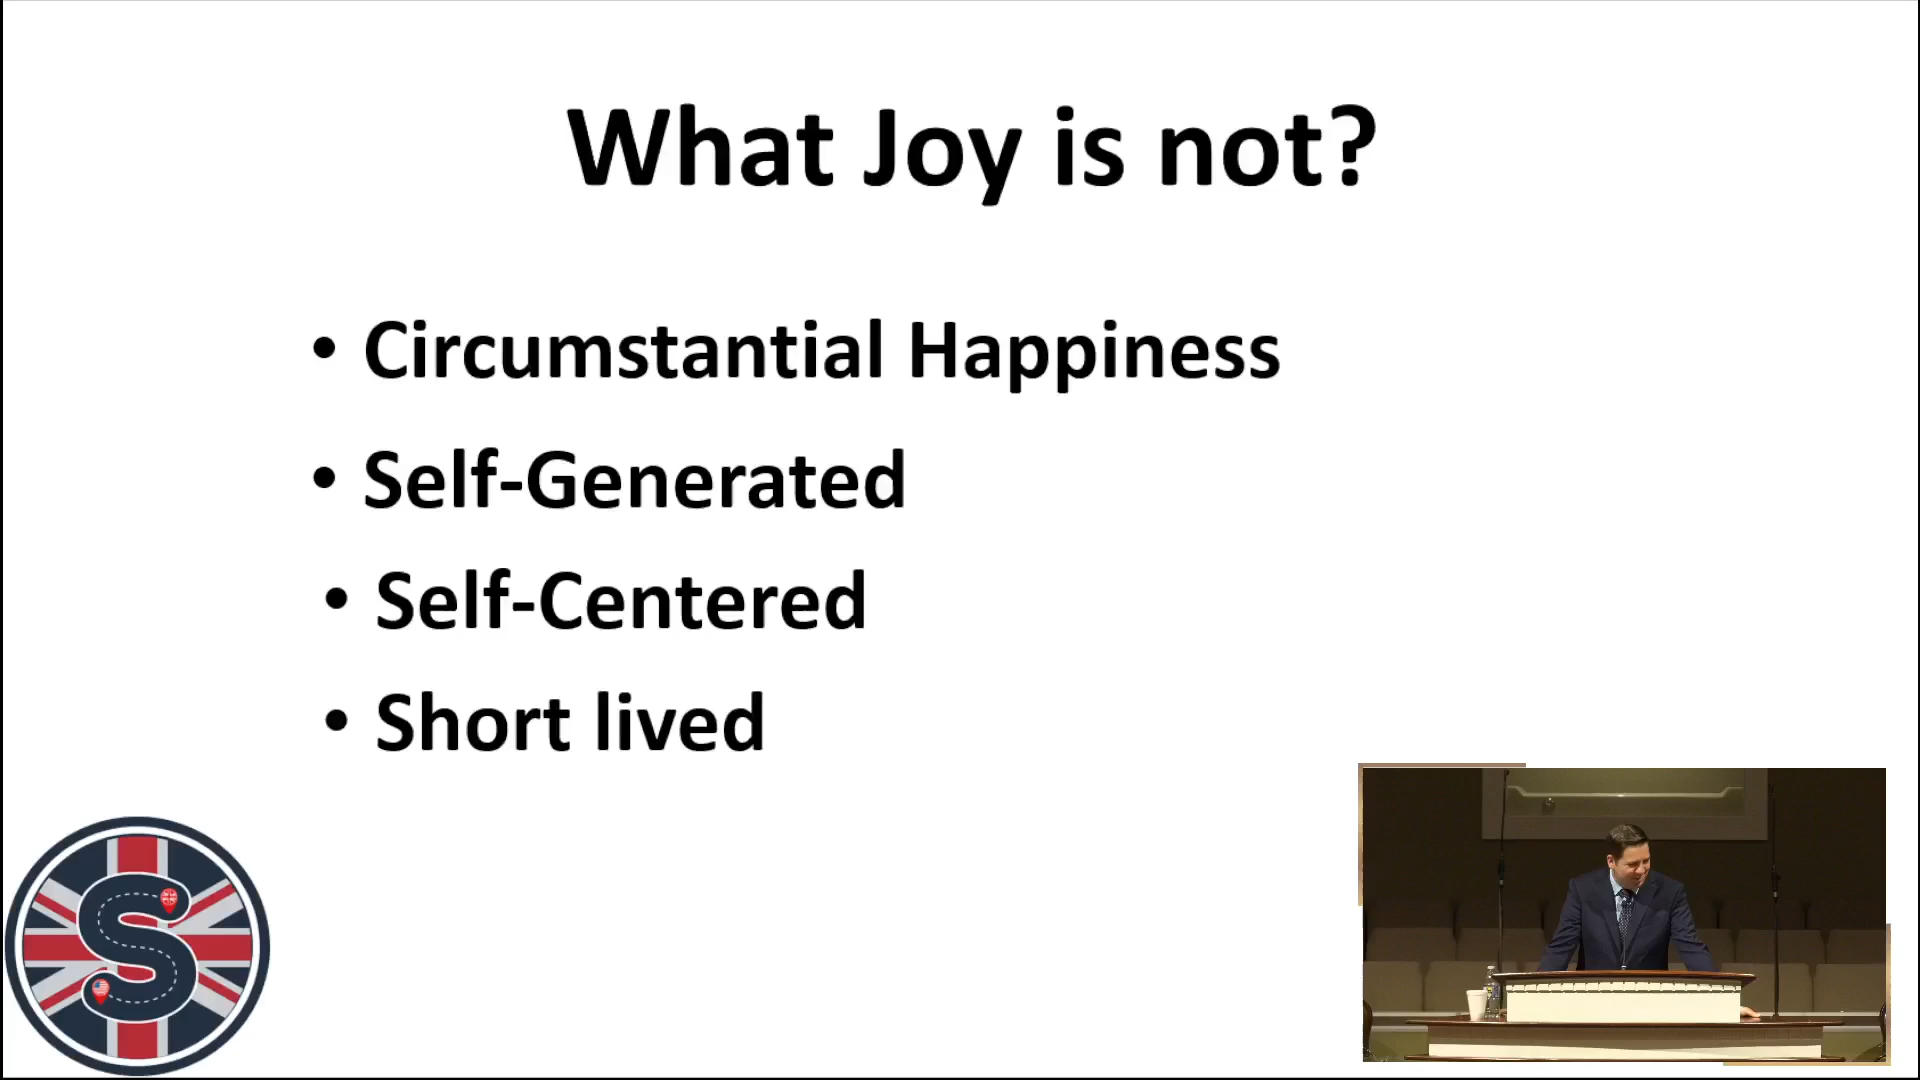 What Joy is not?
• Circumstantial Happiness
• Self-Generated
• Self-Centered
• Short lived
S